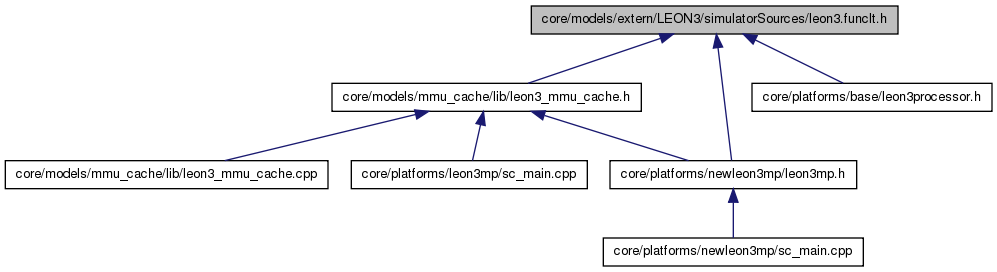 core/models/extern/LEON3/simulatorSources/leon3.funclt.h
core/models/mmu_cache/lib/leon3_mmu_cache.h
core/platforms/base/leon3processor.h
core/models/mmu_cache/lib/leon3_mmu_cache.cpp
core/platforms/leon3mp/sc_main.cpp
core/platforms/newleon3mp/leon3mp.h
core/platforms/newleon3mp/sc_main.cpp